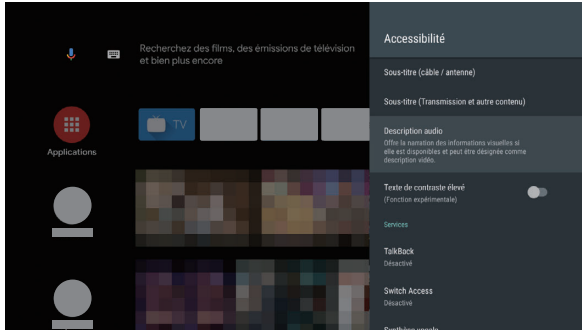 Accessibilité
Recherchez des films, des émissions de télévision
et bien plus encore
Sous-titre (câble / antenne)
Sous-titre (Transmission et autre contenu)
TV
Description audio
Offre la narration des informations visuelles si
elle est disponibles et peut être désignée comme
description vidéo.
Applications
Texte de contraste élevé
(Fonction expérimentale)
Services
TalkBack
Désactivé
Switch Access
Désactivé
Synthèse vocale